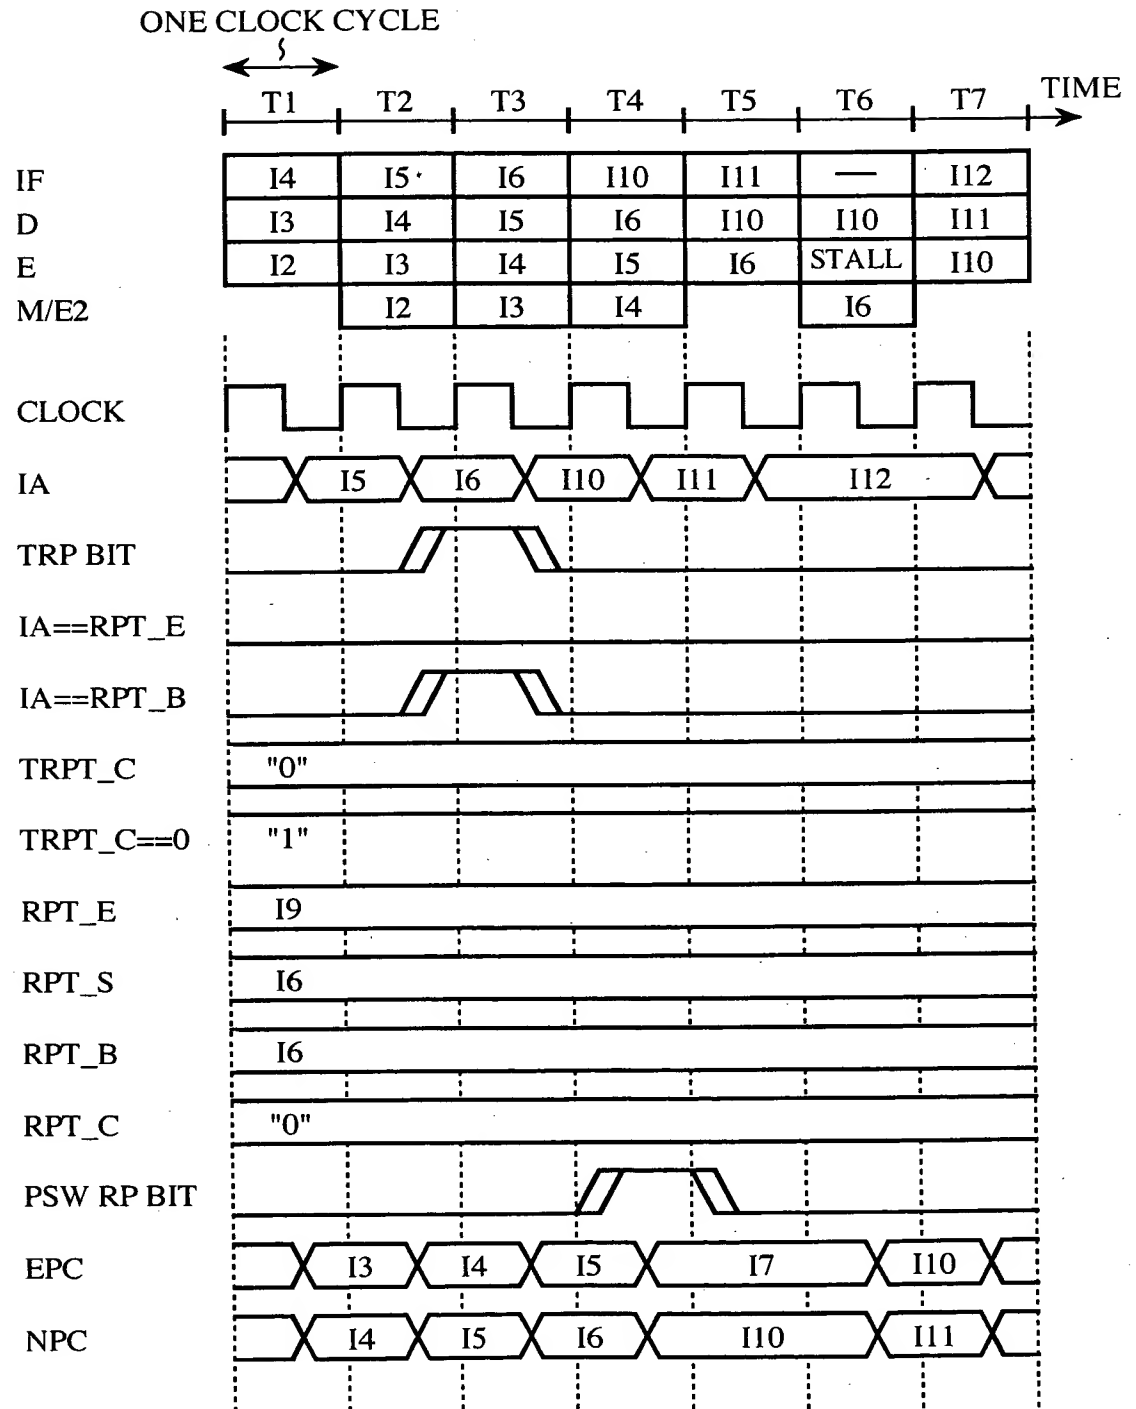 ONE CLOCK CYCLE
T1 T2 T3 T4 T5 T6 T7 TIME
IF I4 I5 I6 I10 I11 — I12
D I3 I4 I5 I6 I10 I10 I11
E I2 I3 I4 I5 I6 STALL I10
M/E2 I2 I3 I4 I6
CLOCK
IA I5 I6 I10 I11 I12
TRP BIT
IA==RPT_E
IA==RPT_B
TRPT_C "0"
TRPT_C==0 "1"
RPT_E I9
RPT_S I6
RPT_B I6
RPT_C "0"
PSW RP BIT
EPC I3 I4 I5 I7 I10
NPC I4 I5 I6 I10 I11